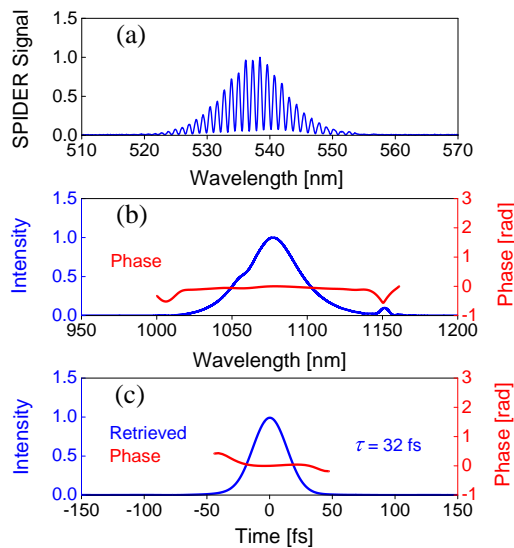 (a)
SPIDER Signal
1.5
1.0
0.5
0.0
510 520 530 540 550 560 570
Wavelength [nm]
(b)
Intensity
1.5
1.0
0.5
0.0
Phase
3
2
1
0
-1
Phase [rad]
950 1000 1050 1100 1150 1200
Wavelength [nm]
(c)
Intensity
1.5
1.0
0.5
0.0
Retrieved
Phase
τ = 32 fs
3
2
1
0
-1
Phase [rad]
-150 -100 -50 0 50 100 150
Time [fs]